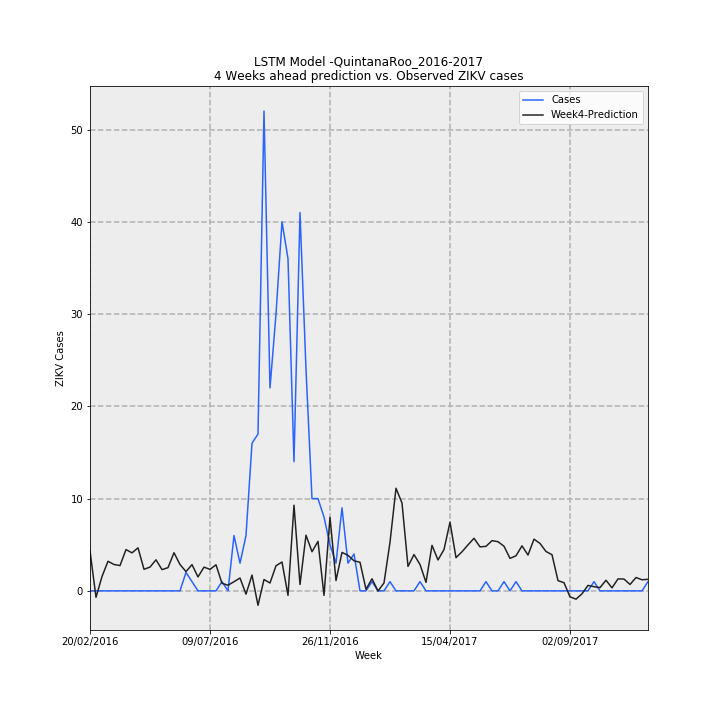 LSTM Model -QuintanaRoo_2016-2017
4 Weeks ahead prediction vs. Observed ZIKV cases
Cases
Week4-Prediction
50
40
30
20
10
0
ZIKV Cases
20/02/2016
09/07/2016
26/11/2016
15/04/2017
02/09/2017
Week